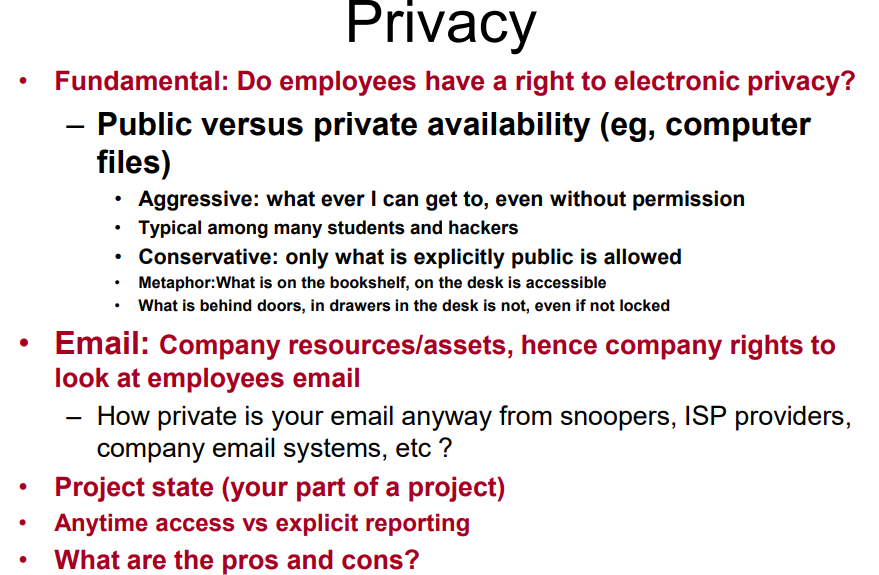 Privacy
• Fundamental: Do employees have a right to electronic privacy?
– Public versus private availability (eg, computer
files)
• Aggressive: what ever I can get to, even without permission
• Typical among many students and hackers
• Conservative: only what is explicitly public is allowed
• Metaphor:What is on the bookshelf, on the desk is accessible
• What is behind doors, in drawers in the desk is not, even if not locked
• Email: Company resources/assets, hence company rights to
look at employees email
– How private is your email anyway from snoopers, ISP providers,
company email systems, etc ?
• Project state (your part of a project)
• Anytime access vs explicit reporting
• What are the pros and cons?